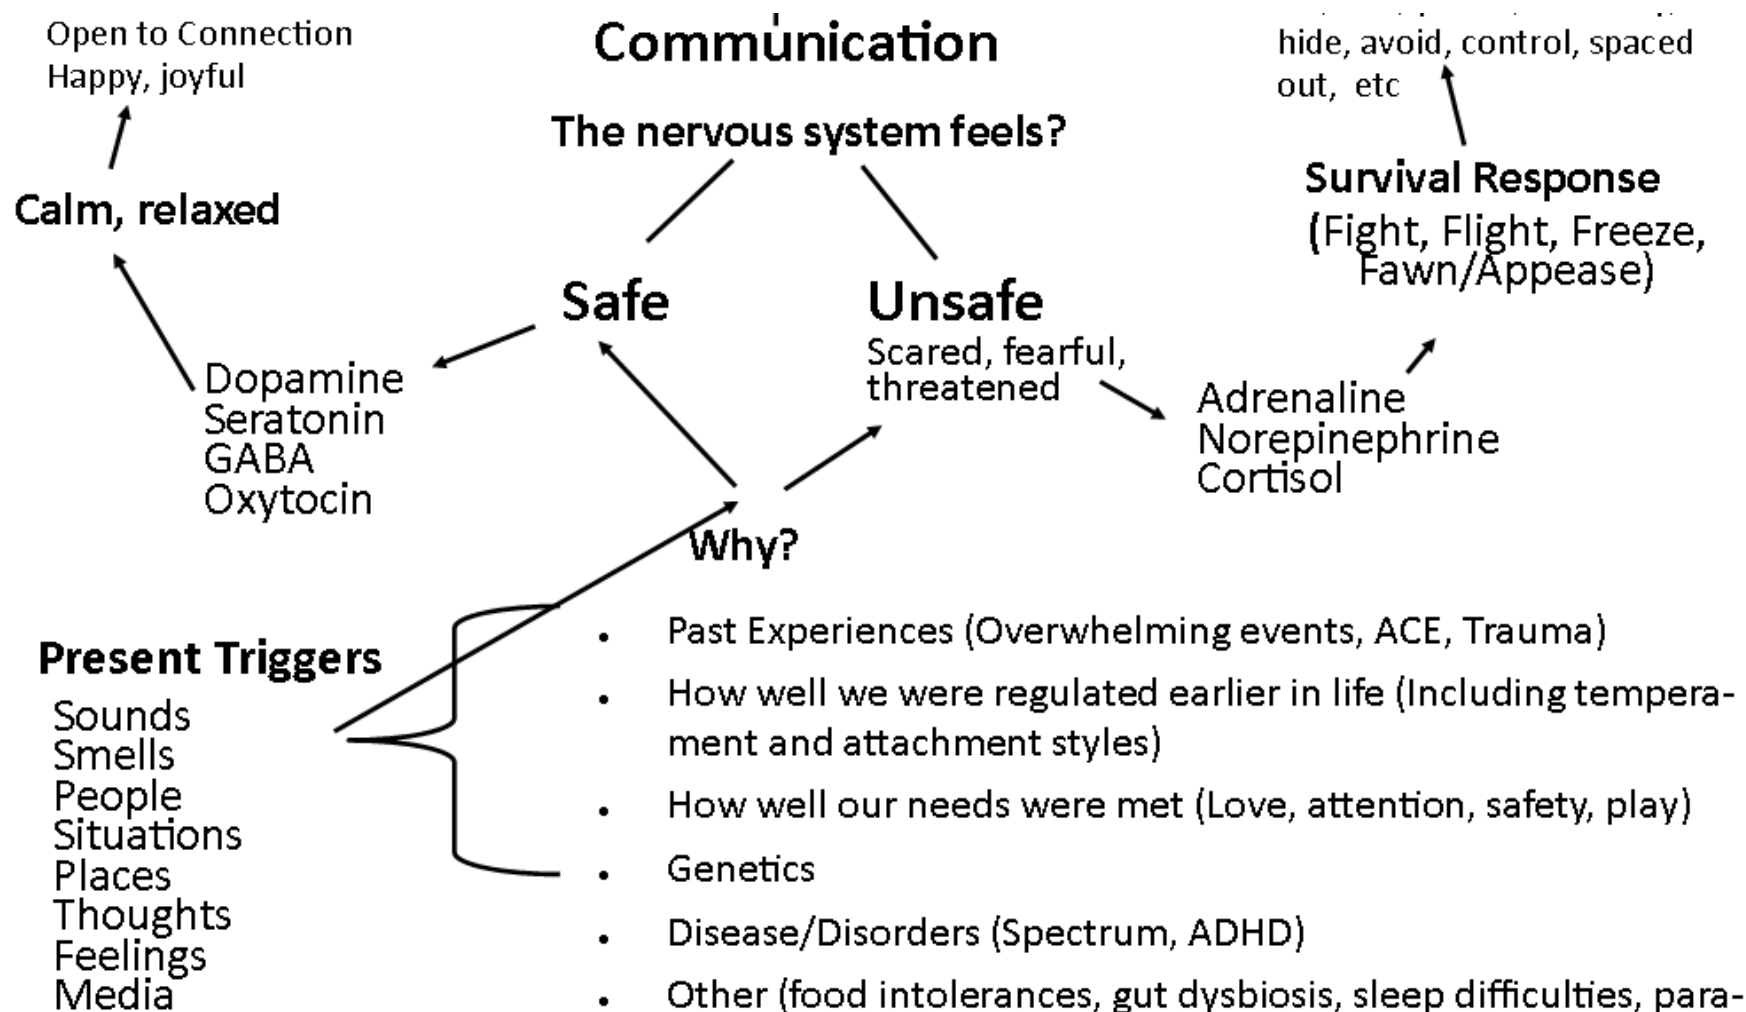 Open to Connection
Happy, joyful
Communication
hide, avoid, control, spaced
out, etc
The nervous system feels?
Calm, relaxed
Survival Response
(Fight, Flight, Freeze,
Fawn/Appease)
Safe
Unsafe
Scared, fearful,
threatened
Dopamine
Seratonin
GABA
Oxytocin
Adrenaline
Norepinephrine
Cortisol
Why?
Present Triggers
Sounds
Smells
People
Situations
Places
Thoughts
Feelings
Media
• Past Experiences (Overwhelming events, ACE, Trauma)
• How well we were regulated earlier in life (Including tempera-
ment and attachment styles)
• How well our needs were met (Love, attention, safety, play)
• Genetics
• Disease/Disorders (Spectrum, ADHD)
• Other (food intolerances, gut dysbiosis, sleep difficulties, para-